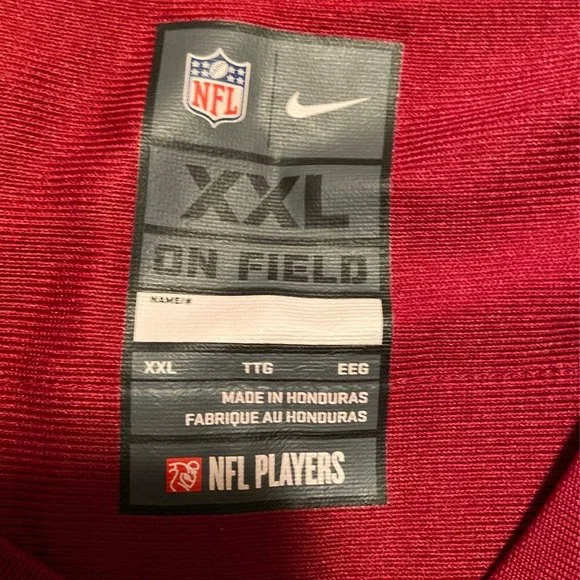 NFL
XXL
ON FIELD
NAME/#
XXL TTG EEG
MADE IN HONDURAS
FABRIQUE AU HONDURAS
NFL PLAYERS